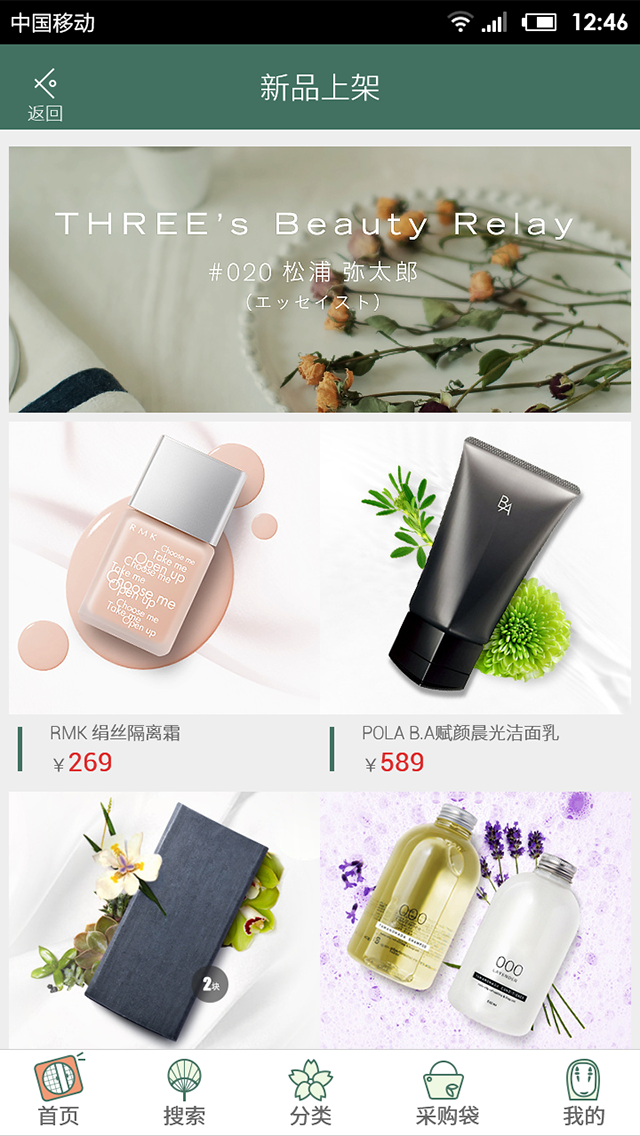 中国移动
12:46
返回
新品上架
THREE's Beauty Relay
#020 松浦 弥太郎
(エッセイスト)
RMK
Choose me
Take me
Open up
Choose me
Take me
Choose me
Open up
Choose me
Take me
Open up
B.A
RMK 绢丝隔离霜
POLA B.A赋颜晨光洁面乳
¥269
¥589
2块
000
000
LAVENDER
首页
搜索
分类
采购袋
我的